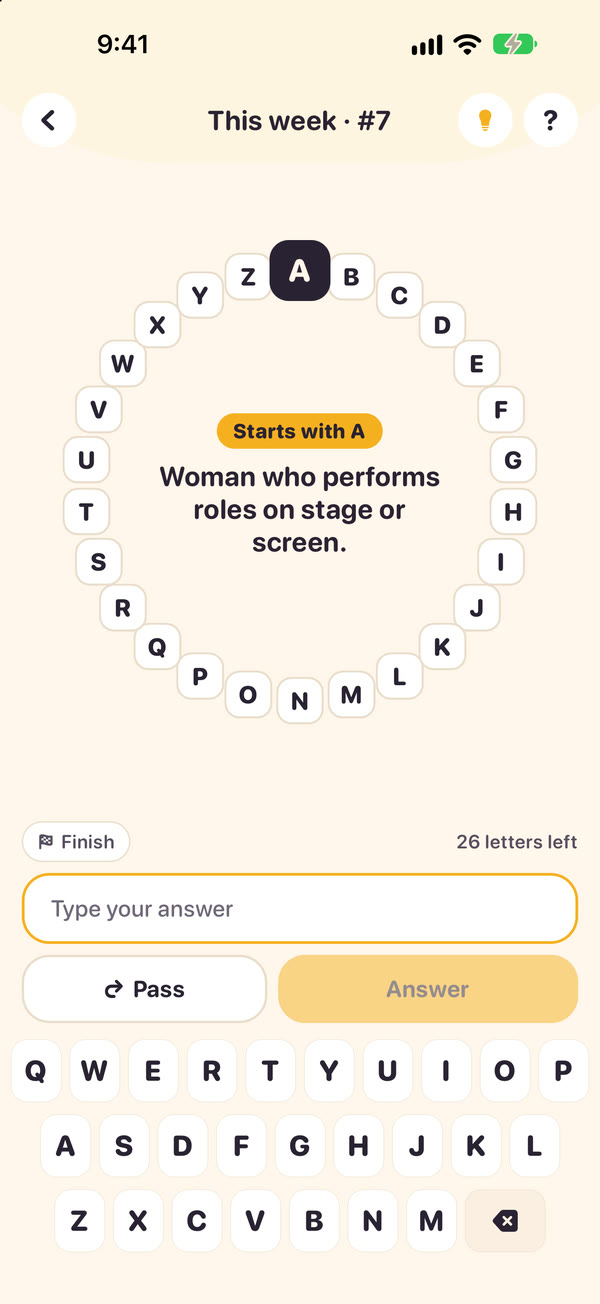 9:41
This week · #7
?
A
B
C
D
E
F
G
H
I
J
K
L
M
N
O
P
Q
R
S
T
U
V
W
X
Y
Z
Starts with A
Woman who performs
roles on stage or
screen.
Finish
26 letters left
Type your answer
Pass
Answer
Q W E R T Y U I O P
A S D F G H J K L
Z X C V B N M